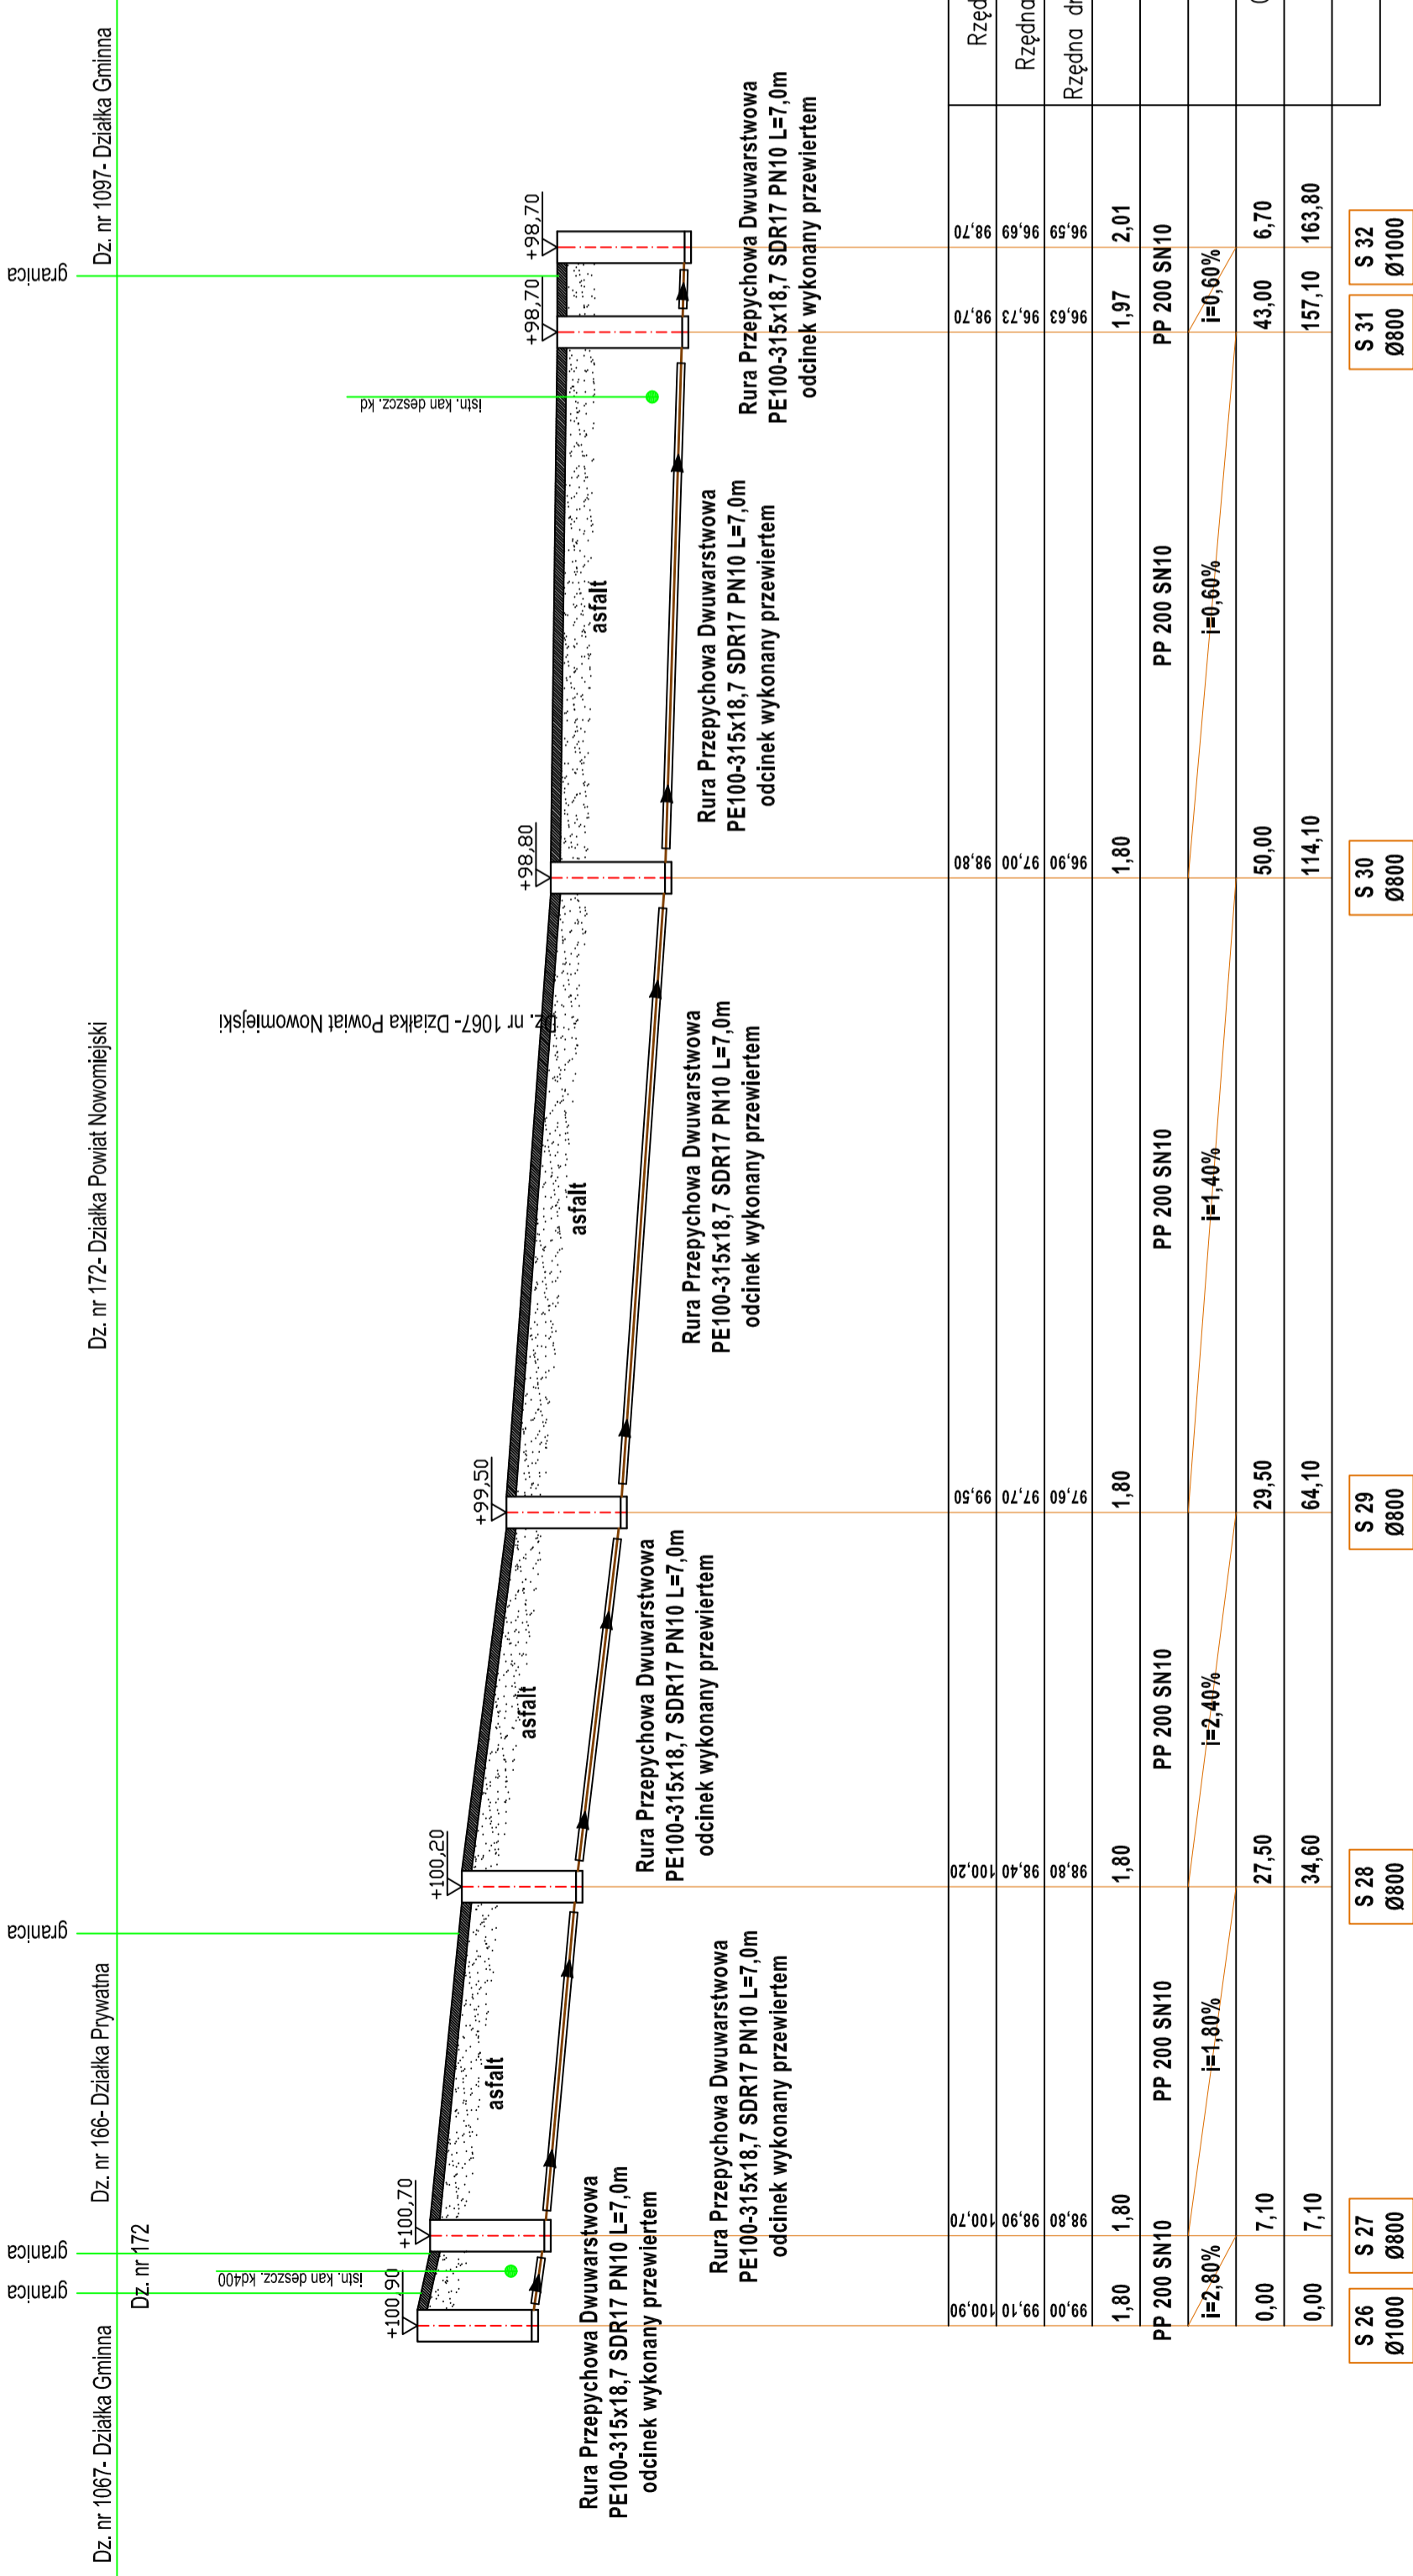 Dz. nr 1067- Działka Gminna
Dz. nr 166- Działka Prywatna
Dz. nr 172- Działka Powiat Nowomiejski
Dz. nr 1097- Działka Gminna
granica
granica
granica
granica
Dz. nr 172
istn. kan deszcz. kd400
Dz. nr 1067- Działka Powiat Nowomiejski
istn. kan deszcz. kd
+100,90
+100,70
+100,20
+99,50
+98,80
+98,70
+98,70
asfalt
asfalt
asfalt
asfalt
Rura Przepychowa Dwuwarstwowa
PE100-315x18,7 SDR17 PN10 L=7,0m
odcinek wykonany przewiertem
Rura Przepychowa Dwuwarstwowa
PE100-315x18,7 SDR17 PN10 L=7,0m
odcinek wykonany przewiertem
Rura Przepychowa Dwuwarstwowa
PE100-315x18,7 SDR17 PN10 L=7,0m
odcinek wykonany przewiertem
Rura Przepychowa Dwuwarstwowa
PE100-315x18,7 SDR17 PN10 L=7,0m
odcinek wykonany przewiertem
Rura Przepychowa Dwuwarstwowa
PE100-315x18,7 SDR17 PN10 L=7,0m
odcinek wykonany przewiertem
Rura Przepychowa Dwuwarstwowa
PE100-315x18,7 SDR17 PN10 L=7,0m
odcinek wykonany przewiertem
100,90 100,70 100,20 99,50 98,80 98,70 98,70 Rzęd
99,10 98,90 98,40 97,70 97,00 96,73 96,69 Rzędna
99,00 98,80 98,80 97,60 96,90 96,63 96,59 Rzędna dr
1,80 1,80 1,80 1,80 1,80 1,97 2,01
PP 200 SN10 PP 200 SN10 PP 200 SN10 PP 200 SN10 PP 200 SN10 PP 200 SN10
i=2,80% i=1,80% i=2,40% i=1,40% i=0,60% i=0,60%
0,00 7,10 27,50 29,50 50,00 43,00 6,70 (
0,00 7,10 34,60 64,10 114,10 157,10 163,80
S 26 S 27 S 28 S 29 S 30 S 31 S 32
Ø1000 Ø800 Ø800 Ø800 Ø800 Ø800 Ø1000